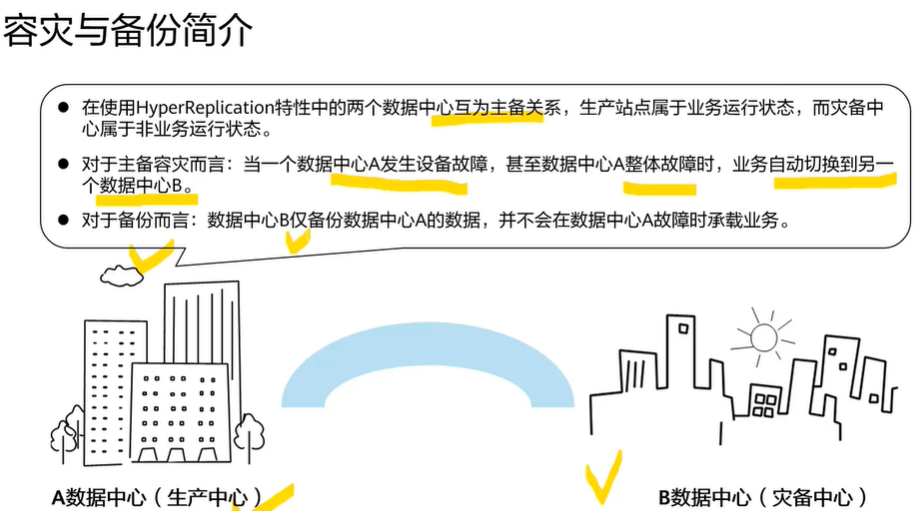 容灾与备份简介
● 在使用HyperReplication特性中的两个数据中心互为主备关系，生产站点属于业务运行状态，而灾备中
心属于非业务运行状态。
● 对于主备容灾而言：当一个数据中心A发生设备故障，甚至数据中心A整体故障时，业务自动切换到另一
个数据中心B。
● 对于备份而言：数据中心B仅备份数据中心A的数据，并不会在数据中心A故障时承载业务。
A数据中心（生产中心）
B数据中心（灾备中心）